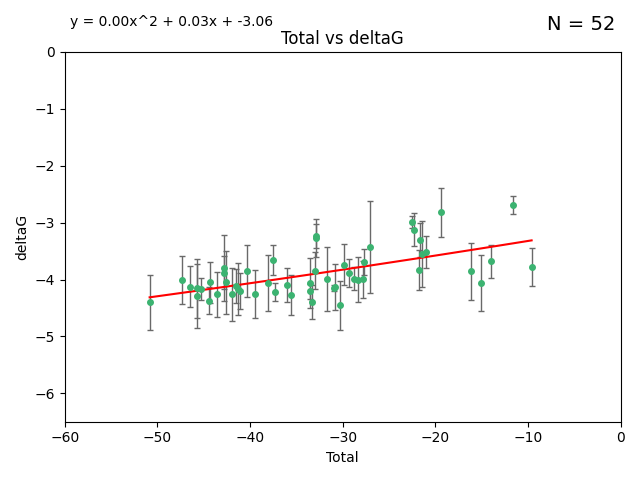 y = 0.00x^2 + 0.03x + -3.06
N = 52
Total vs deltaG
deltaG
0
−1
−2
−3
−4
−5
−6
−60
−50
−40
−30
−20
−10
0
Total